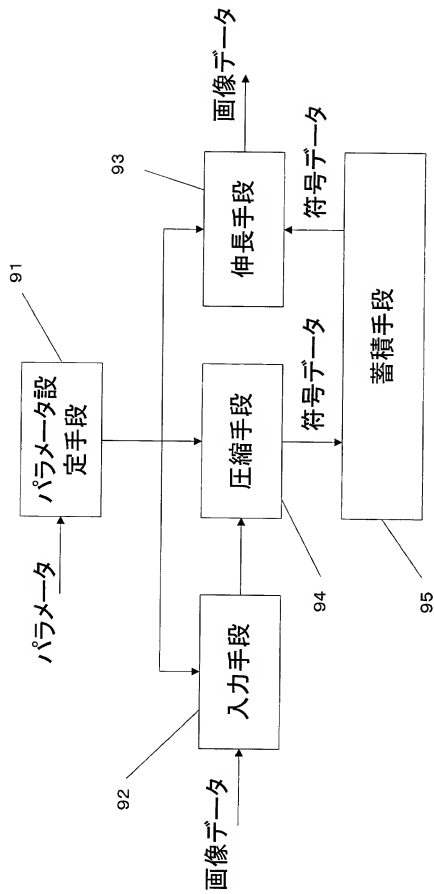 パラメータ
パラメータ設
定手段
91
画像データ
92
入力手段
圧縮手段
94
伸長手段
93
画像データ
符号データ
符号データ
蓄積手段
95